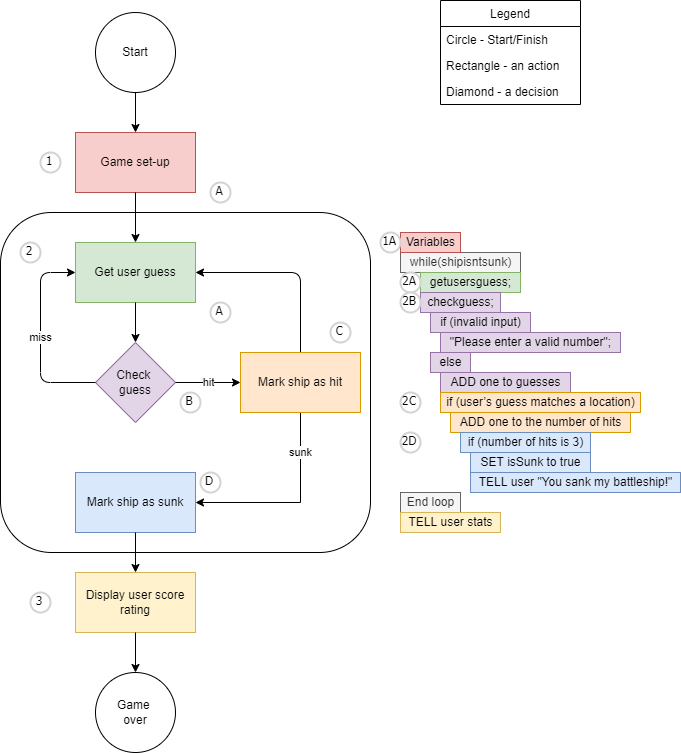 Start
Legend
Circle - Start/Finish
Rectangle - an action
Diamond - a decision
1
Game set-up
A
2
Get user guess
A
miss
C
Check
guess
hit
B
Mark ship as hit
sunk
D
Mark ship as sunk
3
Display user score
rating
Game
over
1A
Variables
while(shipisntsunk)
2A
getusersguess;
2B
checkguess;
if (invalid input)
"Please enter a valid number";
else
ADD one to guesses
2C
if (user's guess matches a location)
ADD one to the number of hits
2D
if (number of hits is 3)
SET isSunk to true
TELL user "You sank my battleship!"
End loop
TELL user stats